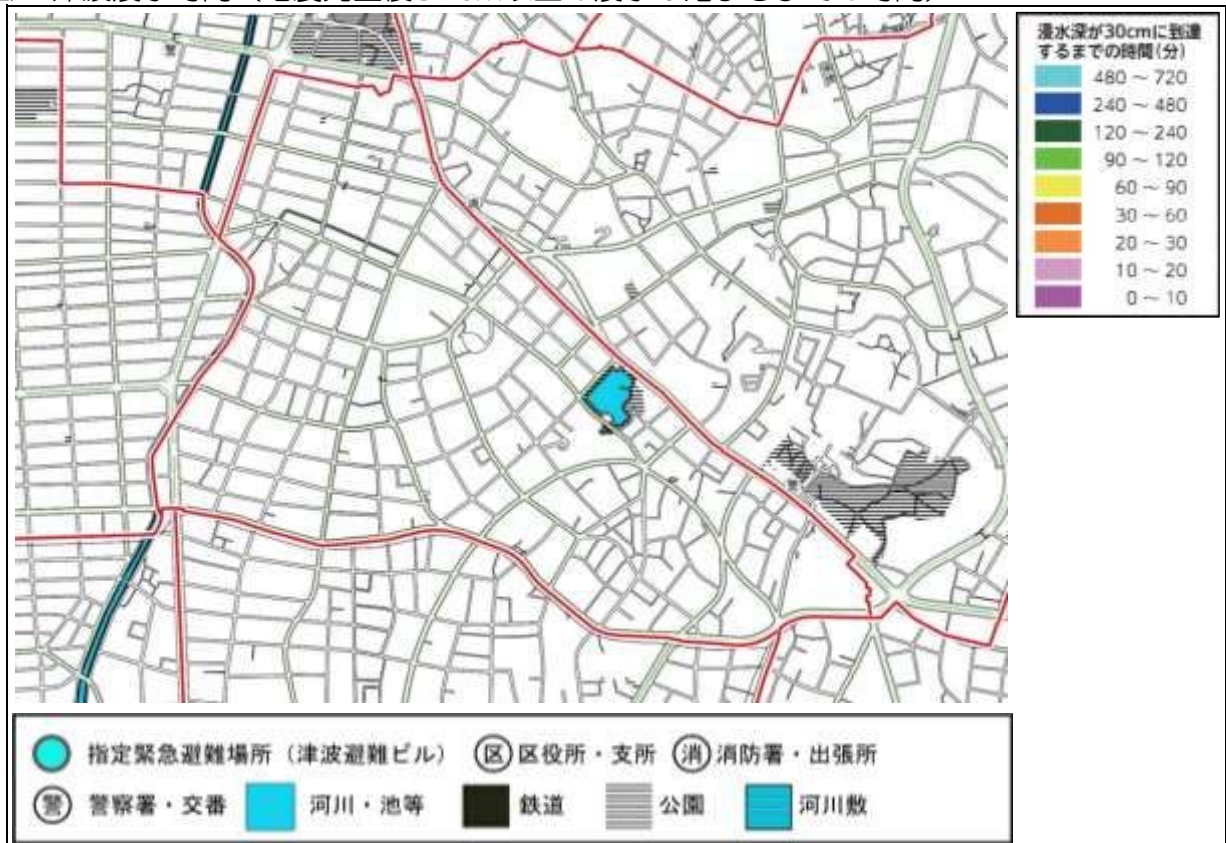 浸水深が30cmに到達
するまでの時間(分)
480 ~ 720
240 ~ 480
120 ~ 240
90 ~ 120
60 ~ 90
30 ~ 60
20 ~ 30
10 ~ 20
0 ~ 10
指定緊急避難場所(津波避難ビル) 区 区役所・支所 消 消防署・出張所
警 警察署・交番 河川・池等 鉄道 公園 河川敷